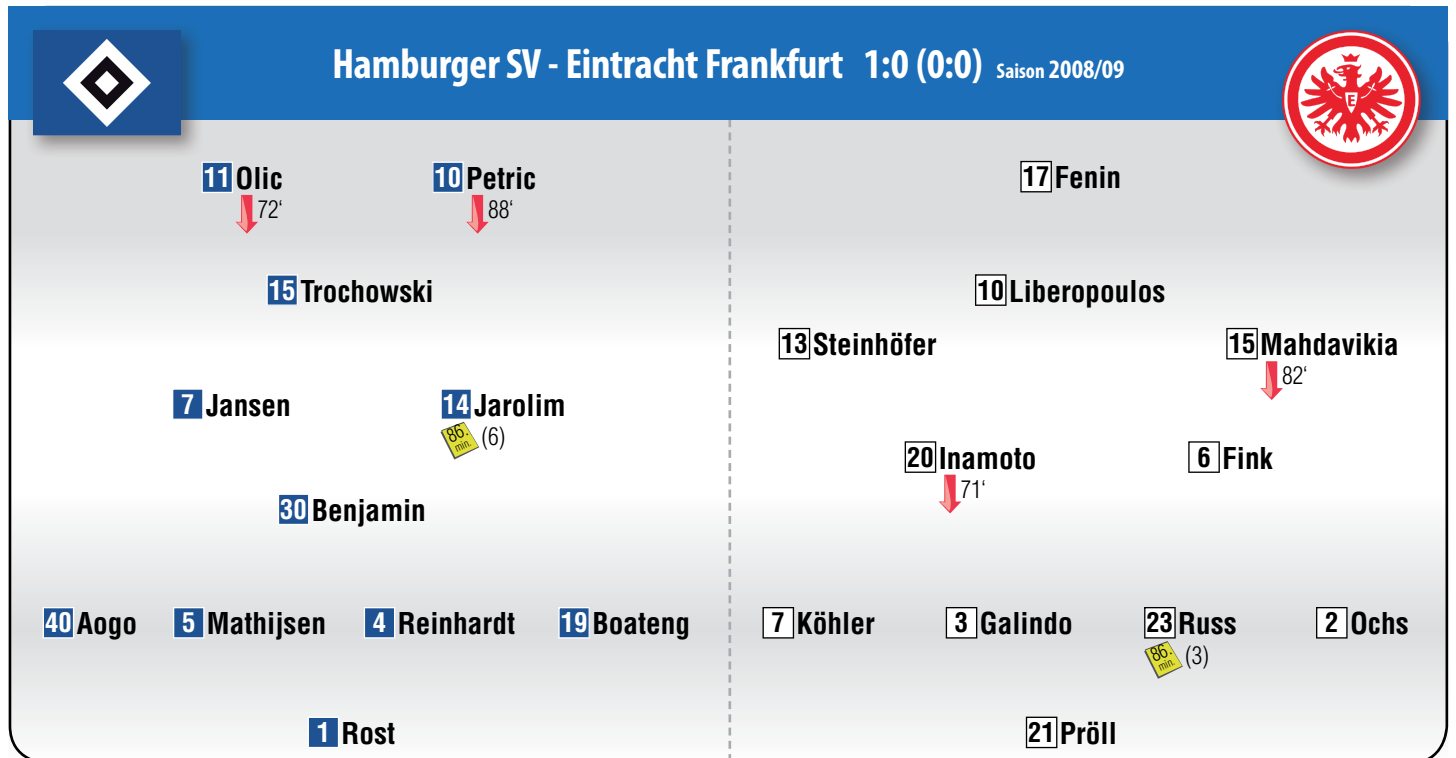 Hamburger SV - Eintracht Frankfurt 1:0 (0:0) Saison 2008/09
E
11 Olic
72‘
10 Petric
88‘
15 Trochowski
7 Jansen
14 Jarolim
86. min. (6)
30 Benjamin
40 Aogo
5 Mathijsen
4 Reinhardt
19 Boateng
1 Rost
17 Fenin
10 Liberopoulos
13 Steinhöfer
15 Mahdavikia
82‘
20 Inamoto
71‘
6 Fink
7 Köhler
3 Galindo
23 Russ
86. min. (3)
2 Ochs
21 Pröll